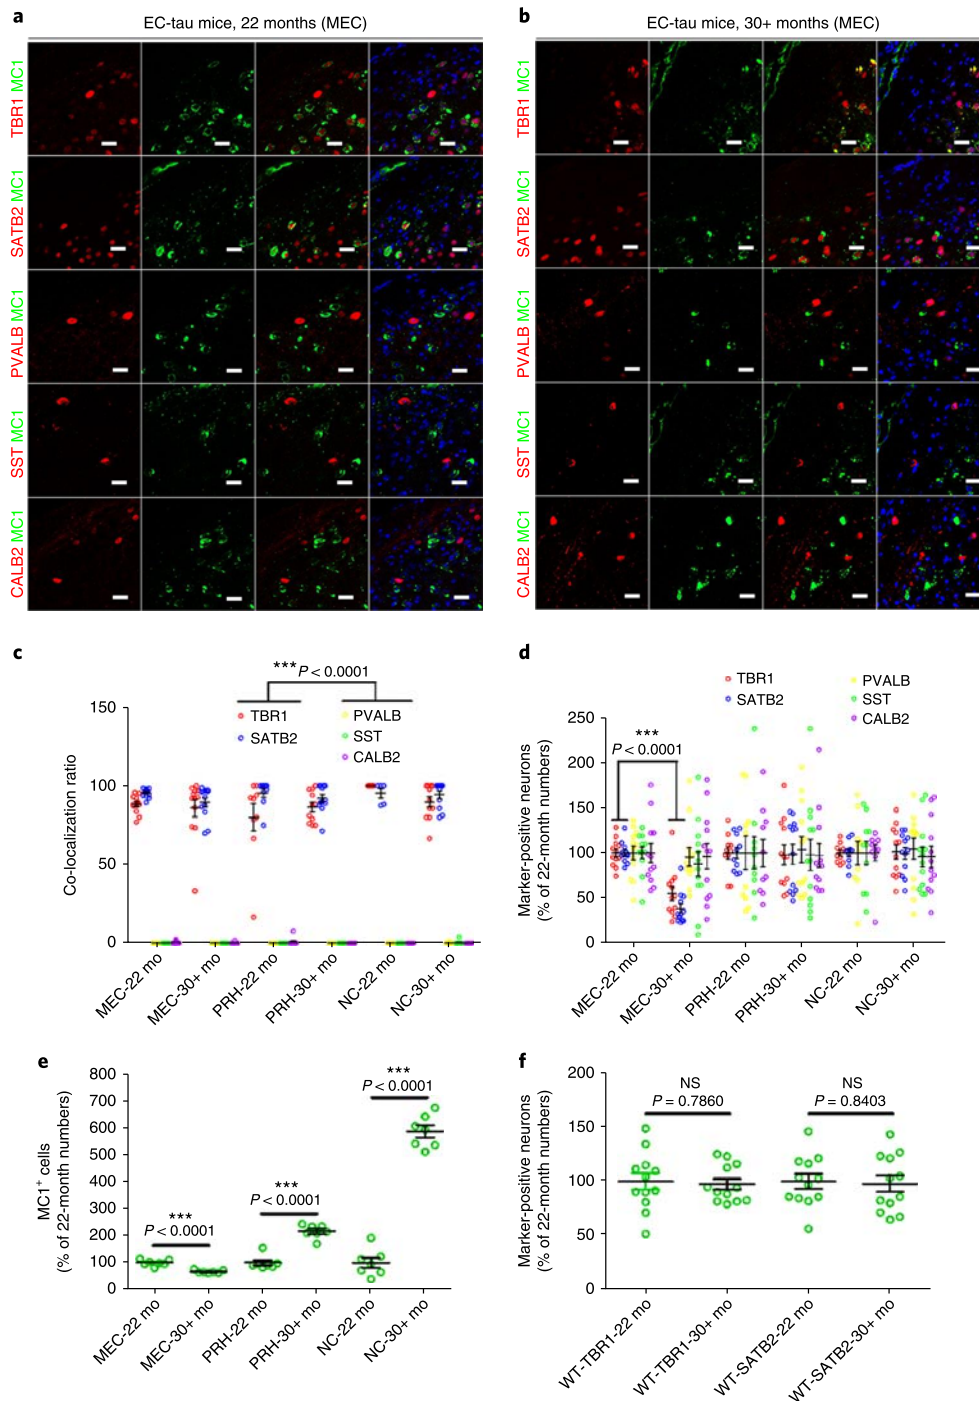 a
EC-tau mice, 22 months (MEC)
TBR1 MC1
SATB2 MC1
PVALB MC1
SST MC1
CALB2 MC1
b
EC-tau mice, 30+ months (MEC)
TBR1 MC1
SATB2 MC1
PVALB MC1
SST MC1
CALB2 MC1
c
*** P < 0.0001
TBR1
SATB2
PVALB
SST
CALB2
Co-localization ratio
150
100
50
0
MEC-22 mo
MEC-30+ mo
PRH-22 mo
PRH-30+ mo
NC-22 mo
NC-30+ mo
d
TBR1
SATB2
PVALB
SST
CALB2
***
P < 0.0001
Marker-positive neurons
(% of 22-month numbers)
250
200
150
100
50
0
MEC-22 mo
MEC-30+ mo
PRH-22 mo
PRH-30+ mo
NC-22 mo
NC-30+ mo
e
MC1+ cells
(% of 22-month numbers)
800
700
600
500
400
300
200
100
0
***
P < 0.0001
***
P < 0.0001
***
P < 0.0001
MEC-22 mo
MEC-30+ mo
PRH-22 mo
PRH-30+ mo
NC-22 mo
NC-30+ mo
f
Marker-positive neurons
(% of 22-month numbers)
200
150
100
50
0
NS
P = 0.7860
NS
P = 0.8403
WT-TBR1-22 mo
WT-TBR1-30+ mo
WT-SATB2-22 mo
WT-SATB2-30+ mo